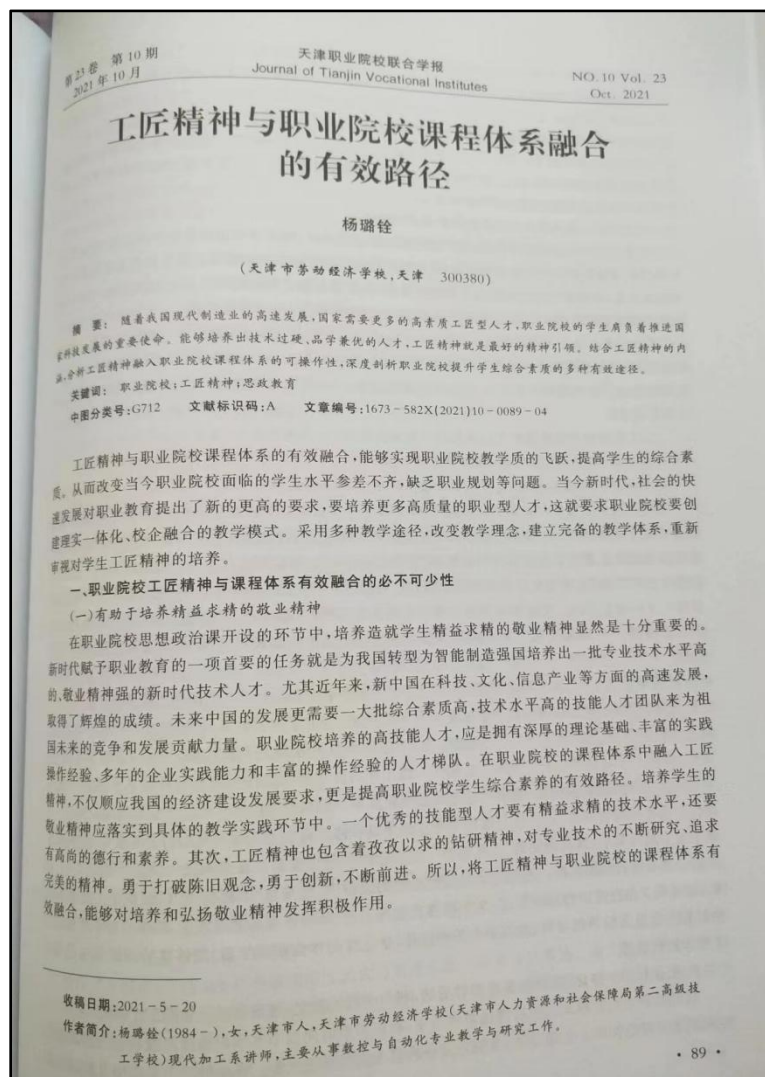 第23卷 第10期
2021年10月
天津职业院校联合学报
Journal of Tianjin Vocational Institutes
NO.10 Vol. 23
Oct. 2021
工匠精神与职业院校课程体系融合
的有效路径
杨璐铨
(天津市劳动经济学校,天津 300380)
摘 要: 随着我国现代制造业的高速发展,国家需要更多的高素质工匠型人才,职业院校的学生肩负着推进国
家科技发展的重要使命。能够培养出技术过硬、品学兼优的人才,工匠精神就是最好的精神引领。结合工匠精神的内
涵,分析工匠精神融入职业院校课程体系的可操作性,深度剖析职业院校提升学生综合素质的多种有效途径。
关键词: 职业院校;工匠精神;思政教育
中图分类号:G712 文献标识码:A 文章编号:1673-582X(2021)10-0089-04
工匠精神与职业院校课程体系的有效融合,能够实现职业院校教学质的飞跃,提高学生的综合素
质。从而改变当今职业院校面临的学生水平参差不齐,缺乏职业规划等问题。当今新时代,社会的快
速发展对职业教育提出了新的更高的要求,要培养更多高质量的职业型人才,这就要求职业院校要创
建理实一体化、校企融合的教学模式。采用多种教学途径,改变教学理念,建立完备的教学体系,重新
审视对学生工匠精神的培养。
一、职业院校工匠精神与课程体系有效融合的必不可少性
(一)有助于培养精益求精的敬业精神
在职业院校思想政治课开设的环节中,培养造就学生精益求精的敬业精神显然是十分重要的。
新时代赋予职业教育的一项首要的任务就是为我国转型为智能制造强国培养出一批专业技术水平高
的、敬业精神强的新时代技术人才。尤其近年来,新中国在科技、文化、信息产业等方面的高速发展,
取得了辉煌的成绩。未来中国的发展更需要一大批综合素质高,技术水平高的技能人才团队来为祖
国未来的竞争和发展贡献力量。职业院校培养的高技能人才,应是拥有深厚的理论基础、丰富的实践
操作经验、多年的企业实践能力和丰富的操作经验的人才梯队。在职业院校的课程体系中融入工匠
精神,不仅顺应我国的经济建设发展要求,更是提高职业院校学生综合素养的有效路径。培养学生的
敬业精神应落实到具体的教学实践环节中。一个优秀的技能型人才要有精益求精的技术水平,还要
有高尚的德行和素养。其次,工匠精神也包含着孜孜以求的钻研精神,对专业技术的不断研究、追求
完美的精神。勇于打破陈旧观念,勇于创新,不断前进。所以,将工匠精神与职业院校的课程体系有
效融合,能够对培养和弘扬敬业精神发挥积极作用。
收稿日期:2021-5-20
作者简介:杨璐铨(1984-),女,天津市人,天津市劳动经济学校(天津市人力资源和社会保障局第二高级技
工学校)现代加工系讲师,主要从事数控与自动化专业教学与研究工作。
· 89 ·